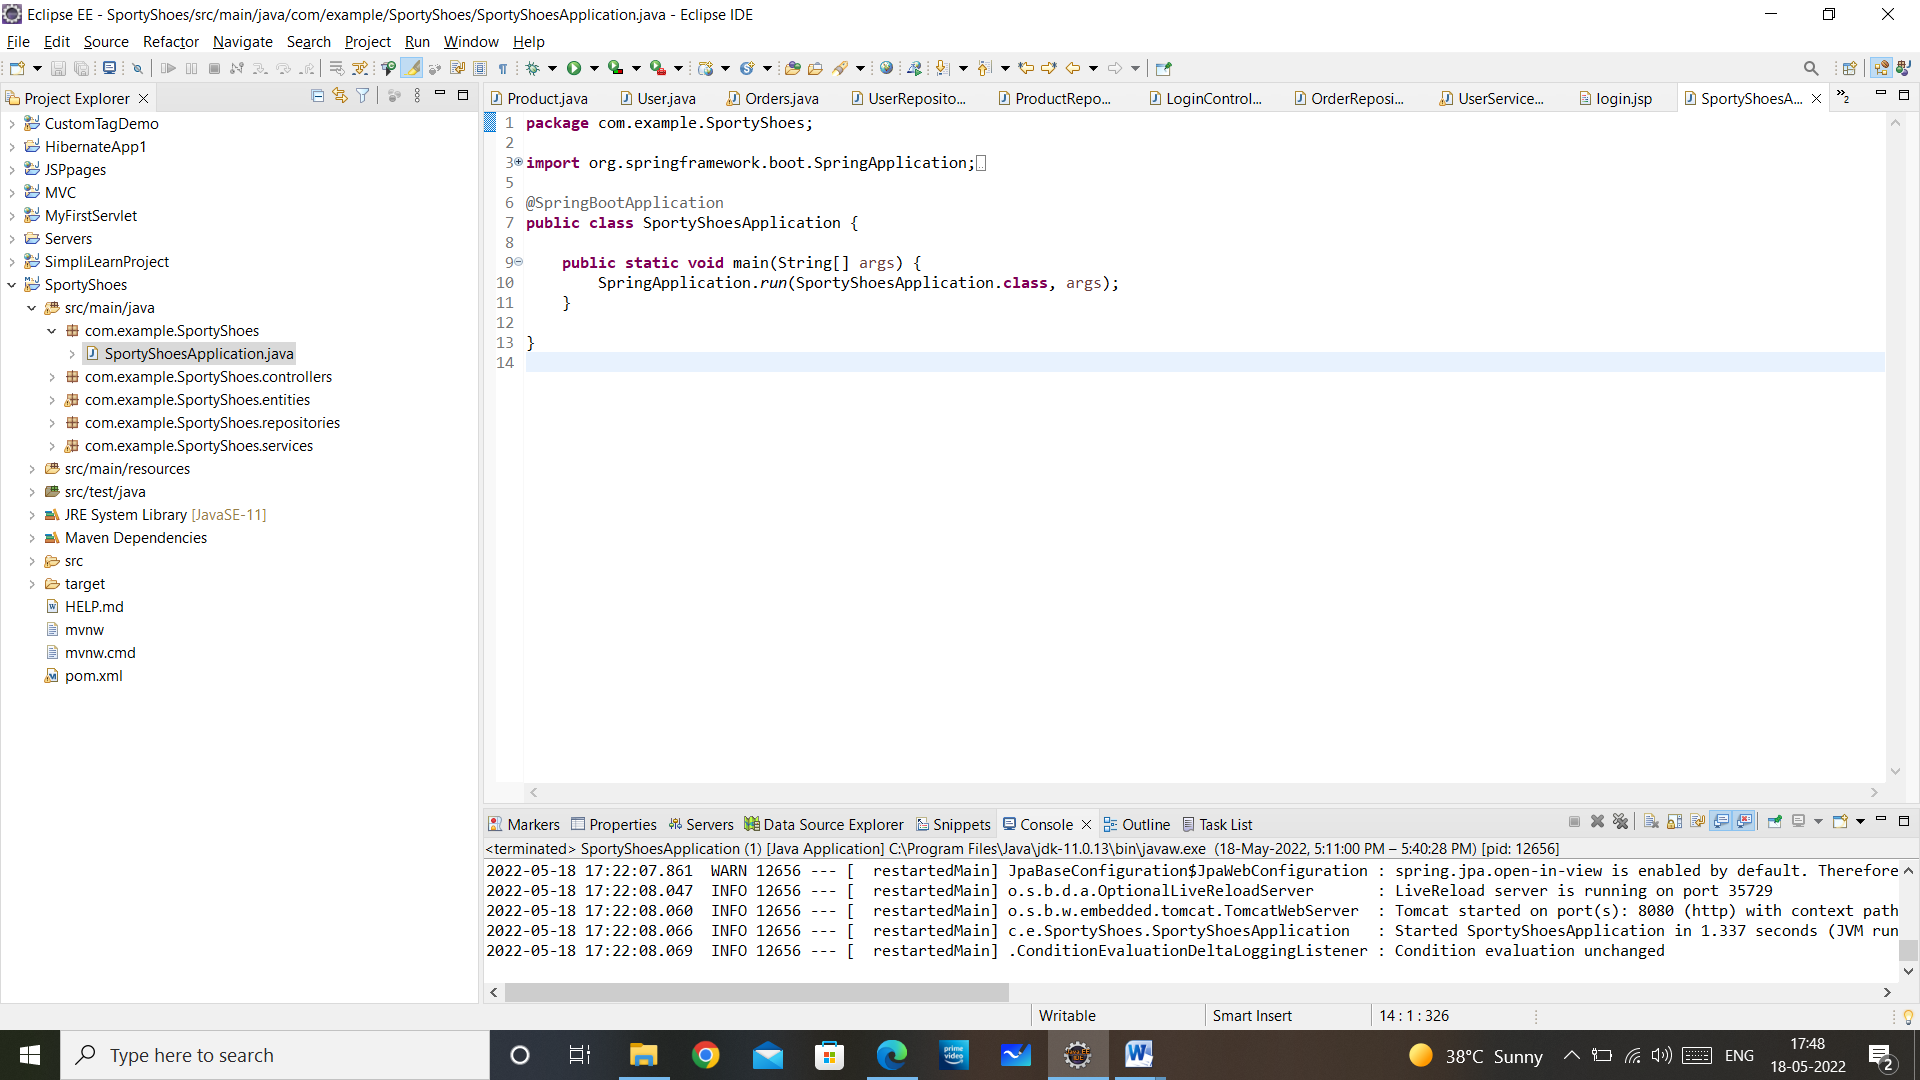 Eclipse EE - SportyShoes/src/main/java/com/example/SportyShoes/SportyShoesApplication.java - Eclipse IDE
File Edit Source Refactor Navigate Search Project Run Window Help
Project Explorer
CustomTagDemo
HibernateApp1
JSPpages
MVC
MyFirstServlet
Servers
SimpliLearnProject
SportyShoes
src/main/java
com.example.SportyShoes
SportyShoesApplication.java
com.example.SportyShoes.controllers
com.example.SportyShoes.entities
com.example.SportyShoes.repositories
com.example.SportyShoes.services
src/main/resources
src/test/java
JRE System Library [JavaSE-11]
Maven Dependencies
src
target
HELP.md
mvnw
mvnw.cmd
pom.xml
Product.java User.java Orders.java UserReposito... ProductRepo... LoginControl... OrderReposi... UserService... login.jsp SportyShoesA... »2
1 package com.example.SportyShoes;
2
3 import org.springframework.boot.SpringApplication;
5
6 @SpringBootApplication
7 public class SportyShoesApplication {
8
9 public static void main(String[] args) {
10 SpringApplication.run(SportyShoesApplication.class, args);
11 }
12
13 }
14
Markers Properties Servers Data Source Explorer Snippets Console Outline Task List
<terminated> SportyShoesApplication (1) [Java Application] C:\Program Files\Java\jdk-11.0.13\bin\javaw.exe (18-May-2022, 5:11:00 PM – 5:40:28 PM) [pid: 12656]
2022-05-18 17:22:07.861 WARN 12656 --- [ restartedMain] JpaBaseConfiguration$JpaWebConfiguration : spring.jpa.open-in-view is enabled by default. Therefore
2022-05-18 17:22:08.047 INFO 12656 --- [ restartedMain] o.s.b.d.a.OptionalLiveReloadServer : LiveReload server is running on port 35729
2022-05-18 17:22:08.060 INFO 12656 --- [ restartedMain] o.s.b.w.embedded.tomcat.TomcatWebServer : Tomcat started on port(s): 8080 (http) with context path
2022-05-18 17:22:08.066 INFO 12656 --- [ restartedMain] c.e.SportyShoes.SportyShoesApplication : Started SportyShoesApplication in 1.337 seconds (JVM run
2022-05-18 17:22:08.069 INFO 12656 --- [ restartedMain] .ConditionEvaluationDeltaLoggingListener : Condition evaluation unchanged
Writable Smart Insert 14 : 1 : 326
Type here to search
prime video
38°C Sunny
ENG
17:48
18-05-2022
2